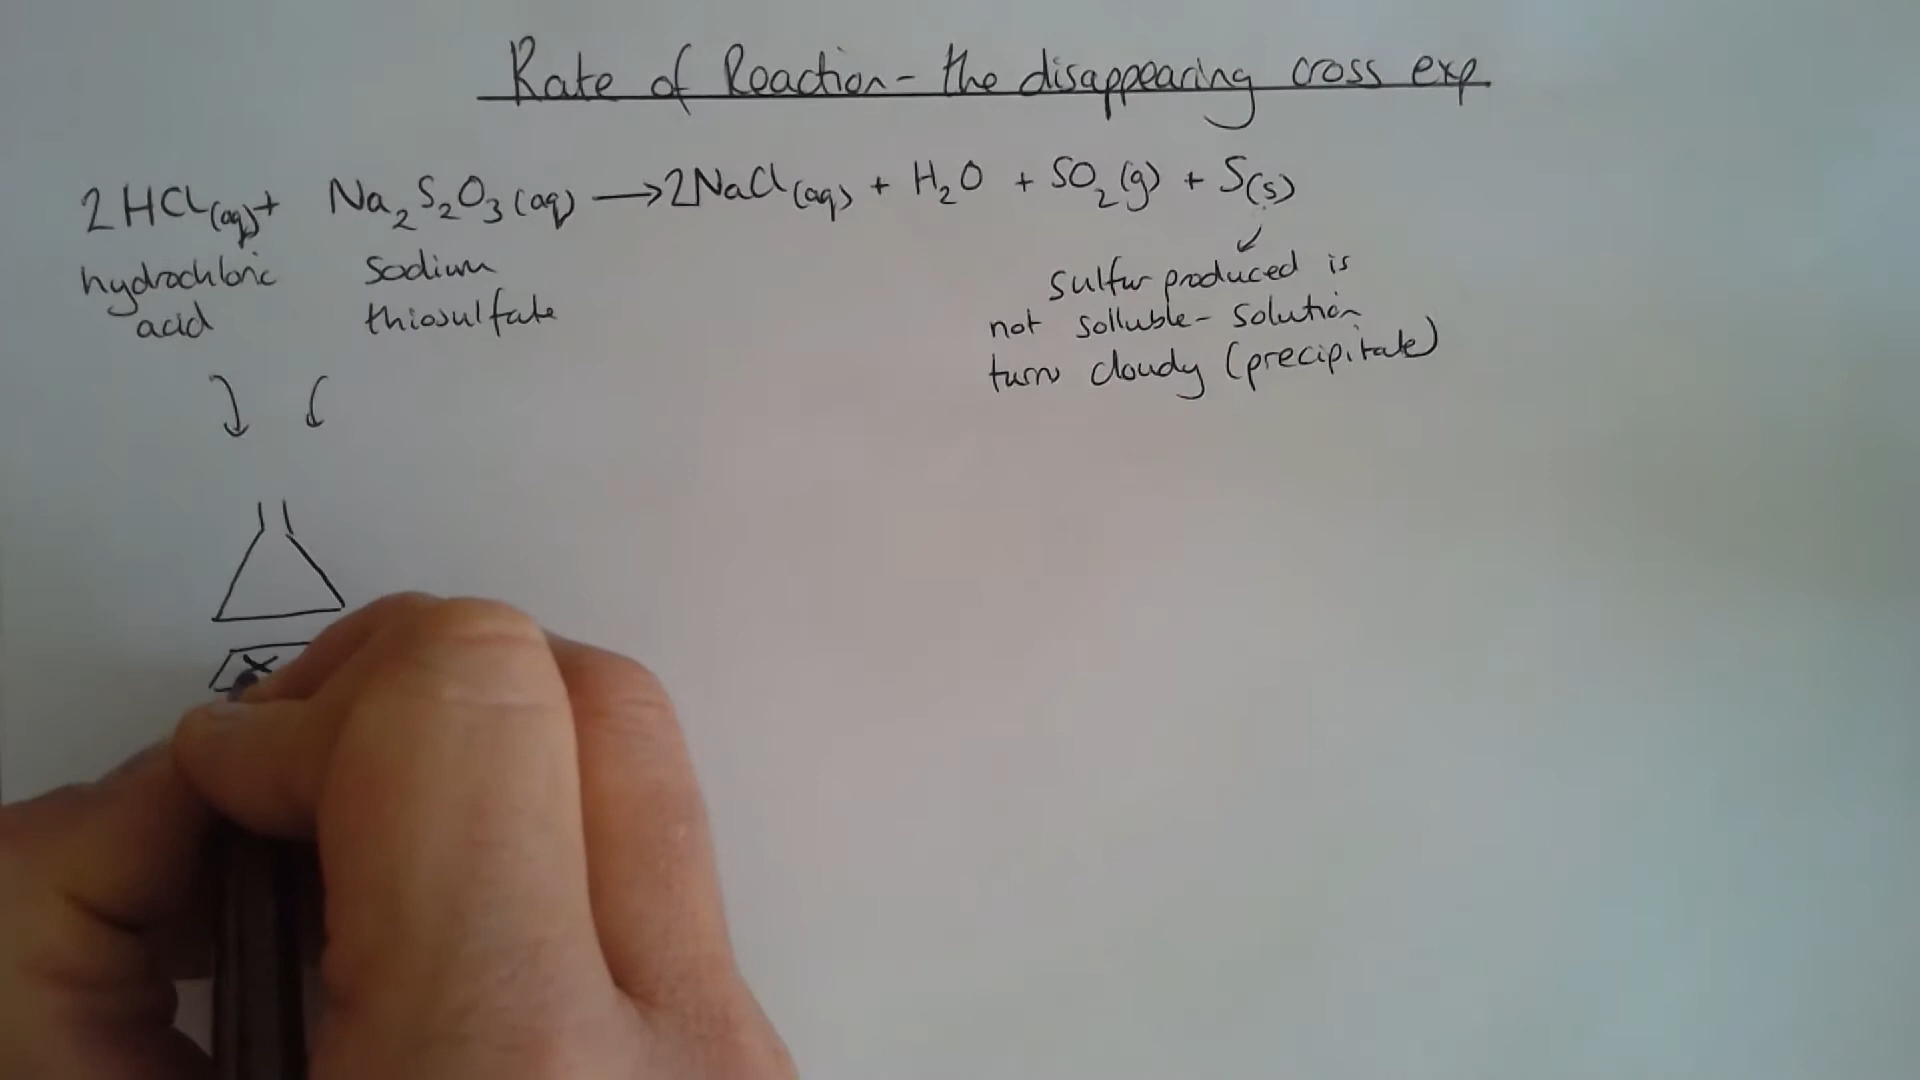 Rate of Reaction - the disappearing cross exp.
2HCl(aq) + Na₂S₂O₃(aq) → 2NaCl(aq) + H₂O + SO₂(g) + S(s)
hydrochloric
acid
Sodium
thiosulfate
Sulfur produced is
not solluble - solution
turns cloudy (precipitate)
X